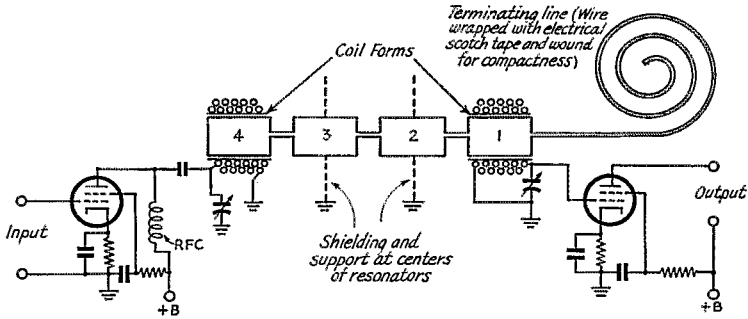 Terminating line (Wire
wrapped with electrical
scotch tape and wound
for compactness)
Coil Forms
4
3
2
1
Input
RFC
+B
Shielding and
support at centers
of resonators
Output
+B